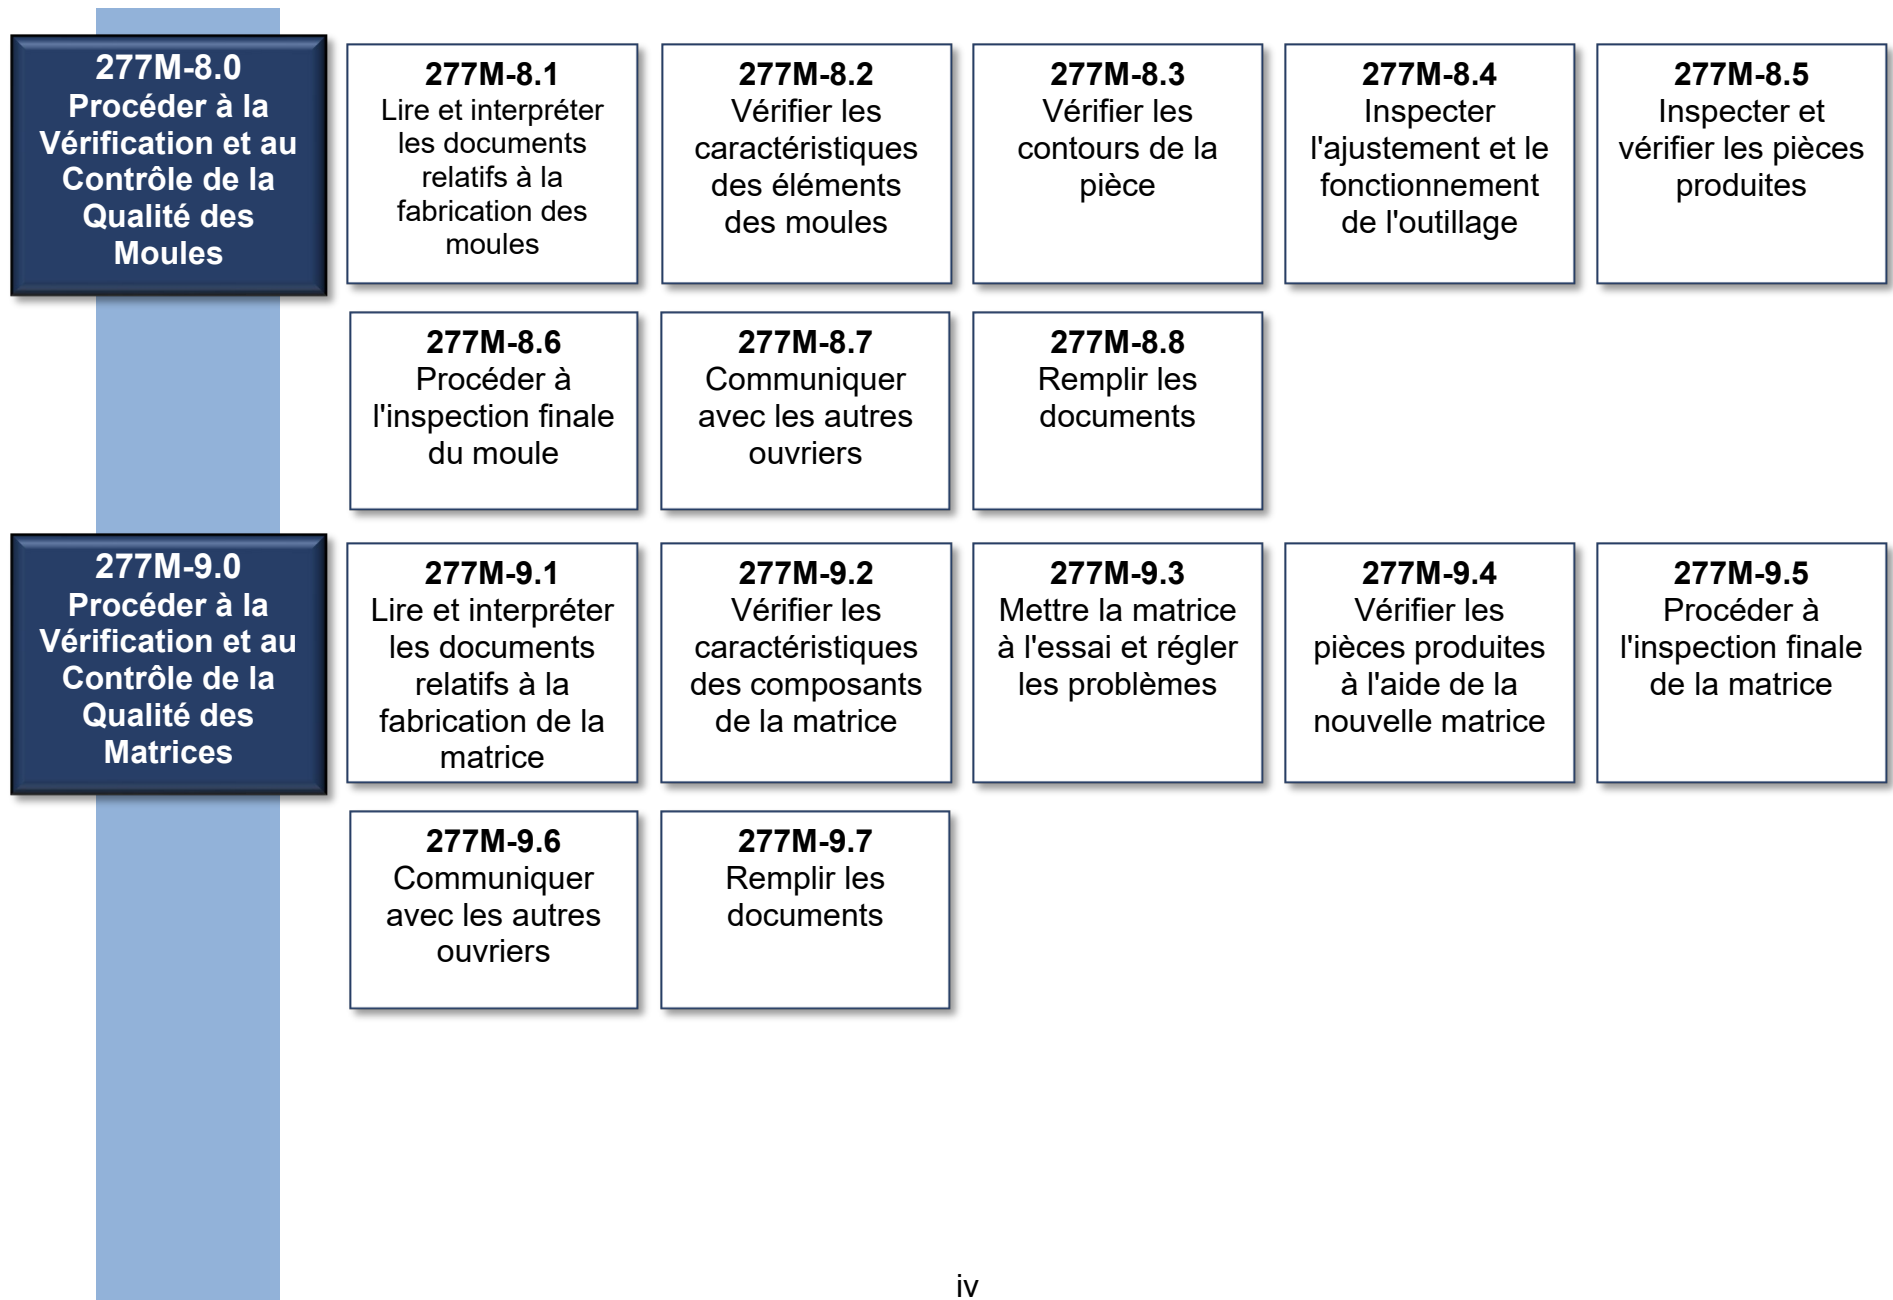 277M-8.0
Procéder à la
Vérification et au
Contrôle de la
Qualité des
Moules
277M-8.1
Lire et interpréter
les documents
relatifs à la
fabrication des
moules
277M-8.2
Vérifier les
caractéristiques
des éléments
des moules
277M-8.3
Vérifier les
contours de la
pièce
277M-8.4
Inspecter
l'ajustement et le
fonctionnement
de l'outillage
277M-8.5
Inspecter et
vérifier les pièces
produites
277M-8.6
Procéder à
l'inspection finale
du moule
277M-8.7
Communiquer
avec les autres
ouvriers
277M-8.8
Remplir les
documents
277M-9.0
Procéder à la
Vérification et au
Contrôle de la
Qualité des
Matrices
277M-9.1
Lire et interpréter
les documents
relatifs à la
fabrication de la
matrice
277M-9.2
Vérifier les
caractéristiques
des composants
de la matrice
277M-9.3
Mettre la matrice
à l'essai et régler
les problèmes
277M-9.4
Vérifier les
pièces produites
à l'aide de la
nouvelle matrice
277M-9.5
Procéder à
l'inspection finale
de la matrice
277M-9.6
Communiquer
avec les autres
ouvriers
277M-9.7
Remplir les
documents
iv